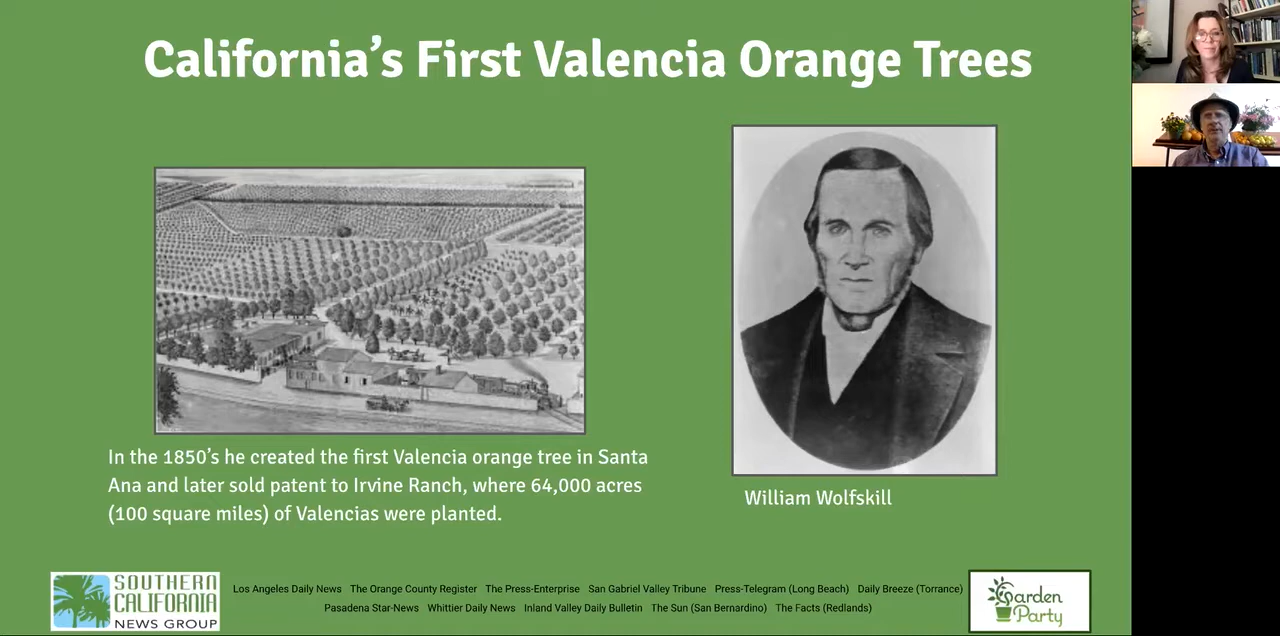 California's First Valencia Orange Trees
In the 1850's he created the first Valencia orange tree in Santa
Ana and later sold patent to Irvine Ranch, where 64,000 acres
(100 square miles) of Valencias were planted.
William Wolfskill
SOUTHERN
CALIFORNIA
NEWS GROUP
Los Angeles Daily News The Orange County Register The Press-Enterprise San Gabriel Valley Tribune Press-Telegram (Long Beach) Daily Breeze (Torrance)
Pasadena Star-News Whittier Daily News Inland Valley Daily Bulletin The Sun (San Bernardino) The Facts (Redlands)
Garden
Party